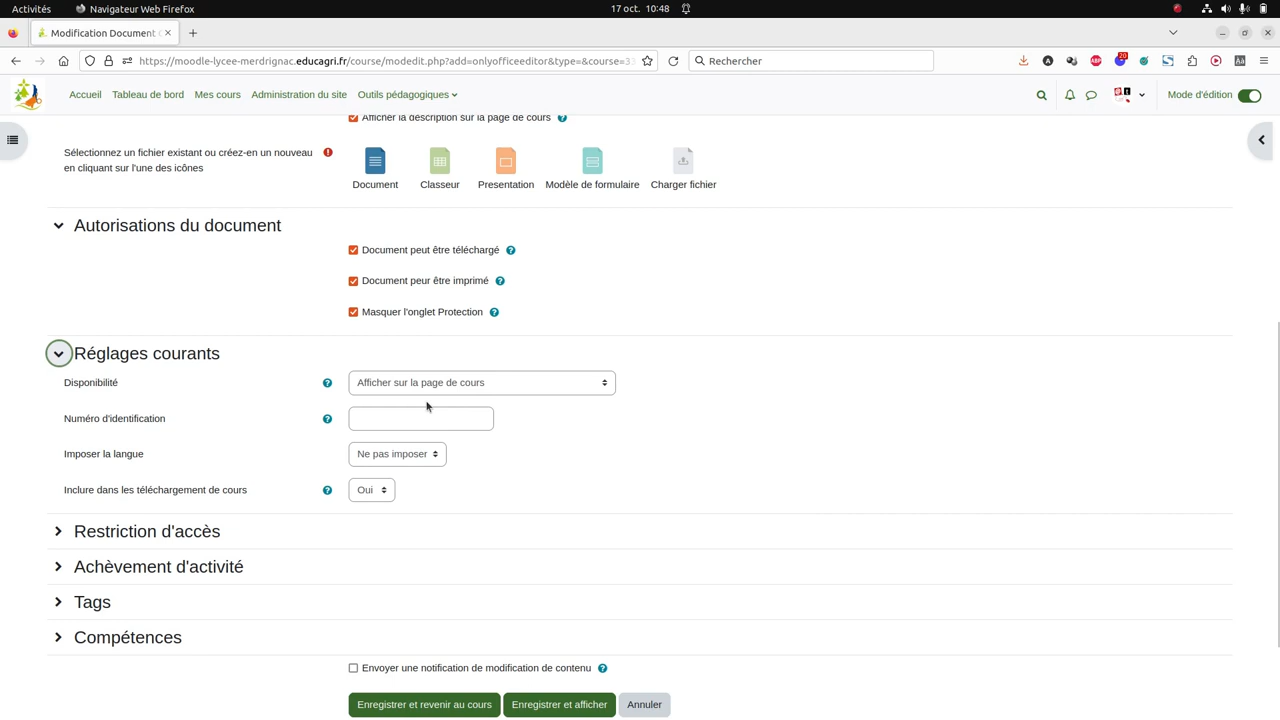 Activités Navigateur Web Firefox 17 oct. 10:48
Modification Document
https://moodle-lycee-merdrignac.educagri.fr/course/modedit.php?add=onlyofficeeditor&type=&course=33 Rechercher 20
Accueil Tableau de bord Mes cours Administration du site Outils pédagogiques Mode d'édition
Afficher la description sur la page de cours
Sélectionnez un fichier existant ou créez-en un nouveau
en cliquant sur l'une des icônes
Document Classeur Presentation Modèle de formulaire Charger fichier
Autorisations du document
Document peut être téléchargé
Document peur être imprimé
Masquer l'onglet Protection
Réglages courants
Disponibilité Afficher sur la page de cours
Numéro d'identification
Imposer la langue Ne pas imposer
Inclure dans les téléchargement de cours Oui
Restriction d'accès
Achèvement d'activité
Tags
Compétences
Envoyer une notification de modification de contenu
Enregistrer et revenir au cours Enregistrer et afficher Annuler